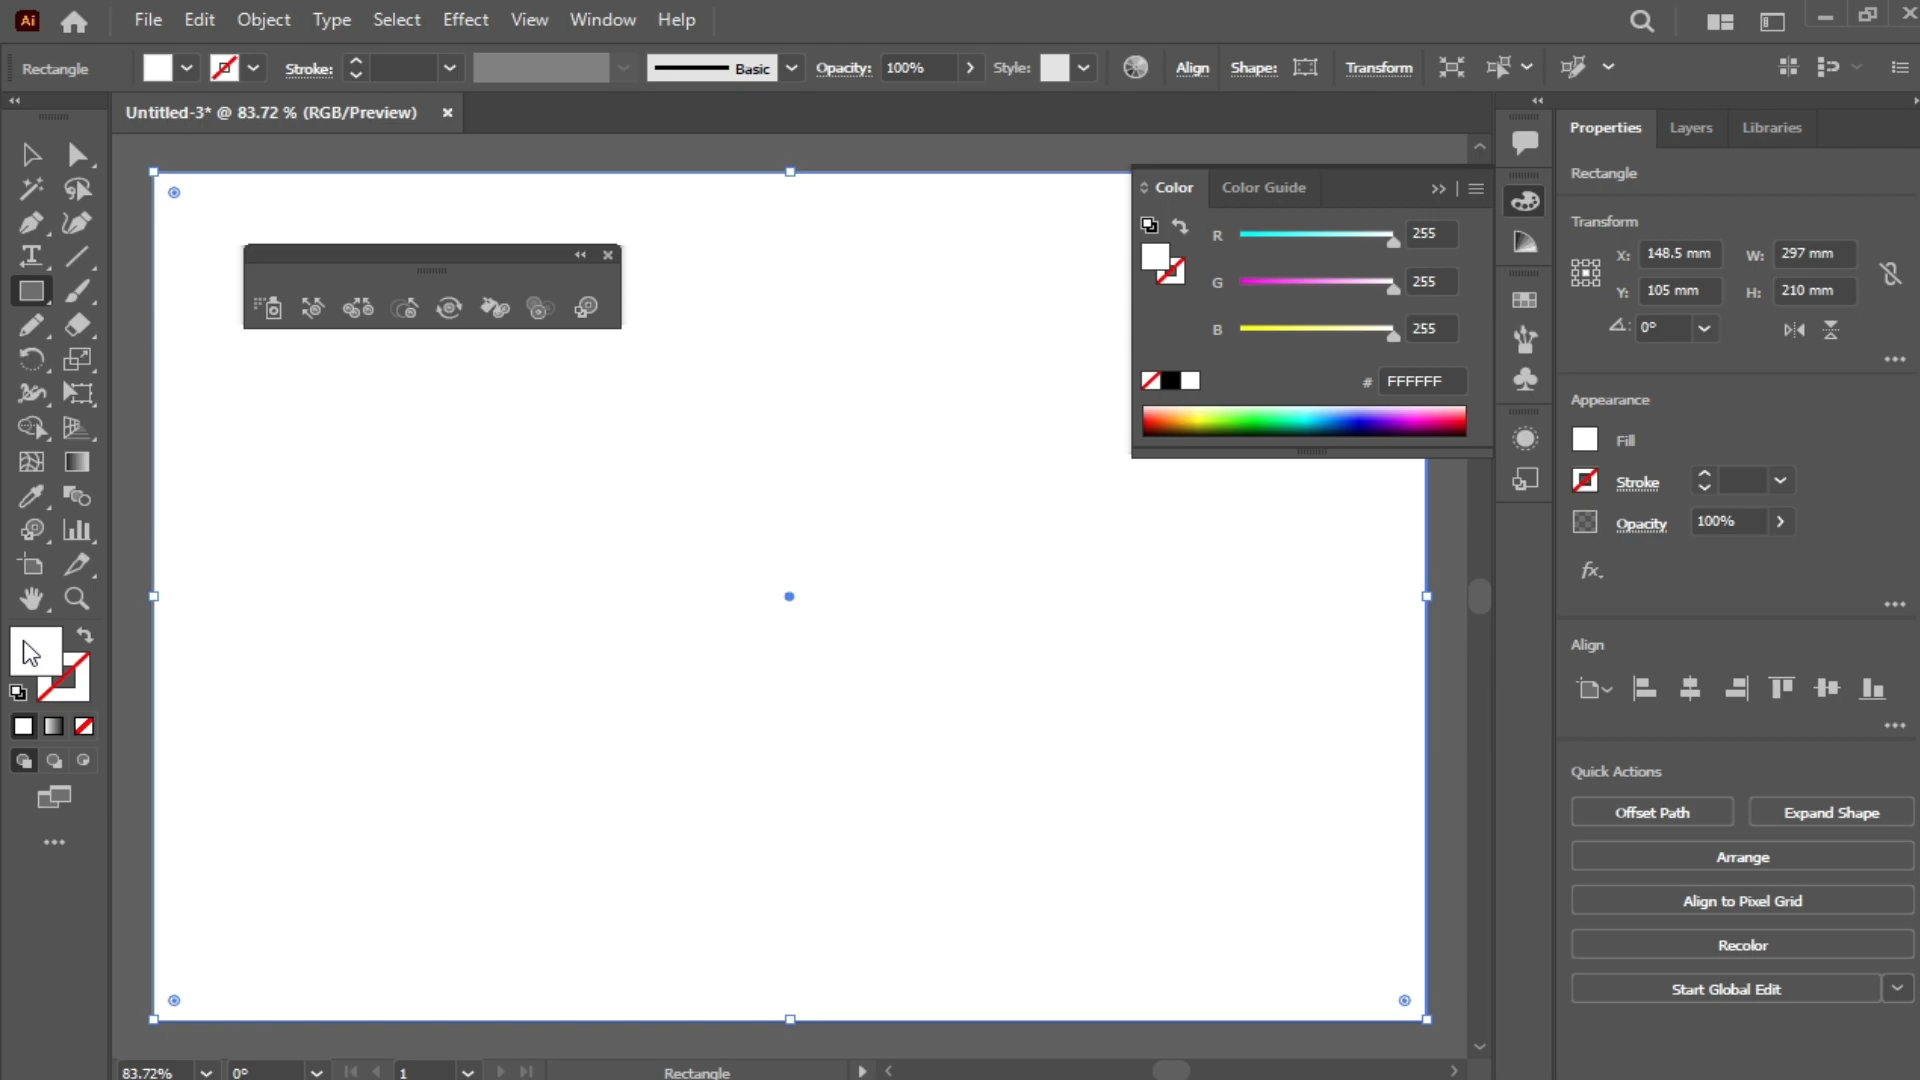 Ai File Edit Object Type Select Effect View Window Help
Rectangle Stroke: Basic Opacity: 100% Style: Align Shape: Transform
Untitled-3* @ 83.72 % (RGB/Preview)
Properties Layers Libraries
Rectangle
Color Color Guide
Transform
R 255
X: 148.5 mm W: 297 mm
G 255
Y: 105 mm H: 210 mm
B 255
0°
# FFFFFF
Appearance
Fill
Stroke
Opacity 100%
fx.
Align
Quick Actions
Offset Path Expand Shape
Arrange
Align to Pixel Grid
Recolor
Start Global Edit
83.72% 0° 1 Rectangle